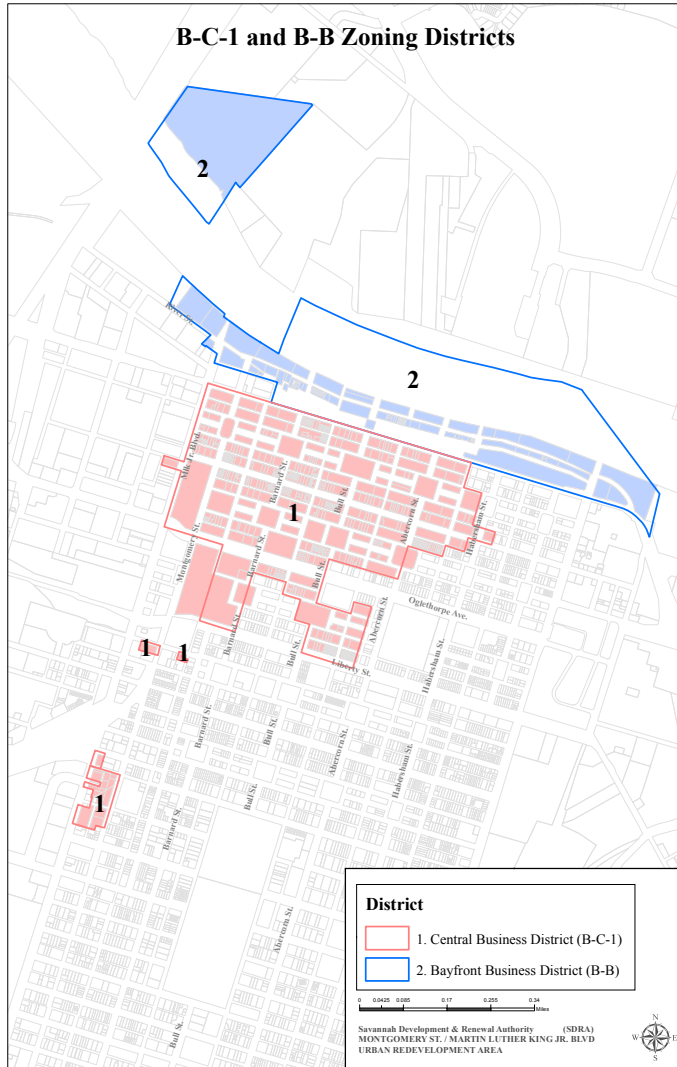 B-C-1 and B-B Zoning Districts
2
River St.
2
Mlk Jr. Blvd.
Barnard St.
Bull St.
1
Abercorn St.
Habersham St.
Montgomery St.
Barnard St.
Bull St.
Oglethorpe Ave.
Abercorn St.
Barnard St.
Bull St.
Liberty St.
Habersham St.
1
1
Barnard St.
Bull St.
Abercorn St.
Habersham St.
Bull St.
1
Barnard St.
Abercorn St.
Bull St.
District
1. Central Business District (B-C-1)
2. Bayfront Business District (B-B)
0 0.0425 0.085 0.17 0.255 0.34
Miles
Savannah Development & Renewal Authority (SDRA)
MONTGOMERY ST. / MARTIN LUTHER KING JR. BLVD
URBAN REDEVELOPMENT AREA
N
W E
S